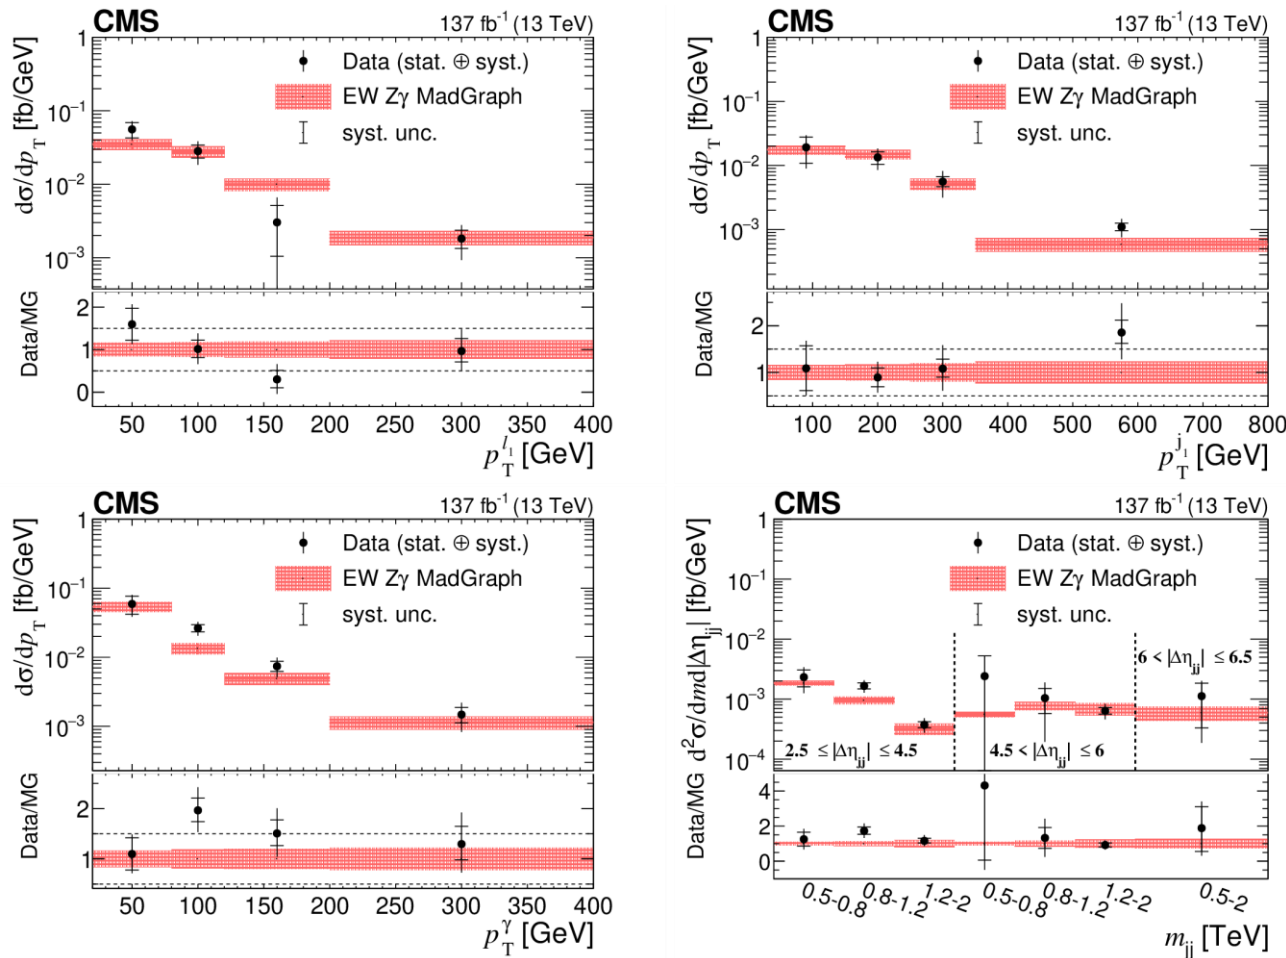 CMS 137 fb⁻¹ (13 TeV)
1
10⁻¹
10⁻²
10⁻³
dσ/dp_T [fb/GeV]
Data (stat. ⊕ syst.)
EW Zγ MadGraph
syst. unc.
Data/MG
2
1
0
50 100 150 200 250 300 350 400
p_T^{l_1} [GeV]
CMS 137 fb⁻¹ (13 TeV)
1
10⁻¹
10⁻²
10⁻³
dσ/dp_T [fb/GeV]
Data (stat. ⊕ syst.)
EW Zγ MadGraph
syst. unc.
Data/MG
2
1
100 200 300 400 500 600 700 800
p_T^{j_1} [GeV]
CMS 137 fb⁻¹ (13 TeV)
1
10⁻¹
10⁻²
10⁻³
dσ/dp_T [fb/GeV]
Data (stat. ⊕ syst.)
EW Zγ MadGraph
syst. unc.
Data/MG
2
1
50 100 150 200 250 300 350 400
p_T^γ [GeV]
CMS 137 fb⁻¹ (13 TeV)
1
10⁻¹
10⁻²
10⁻³
10⁻⁴
d²σ/dmd|Δη_jj| [fb/GeV]
Data (stat. ⊕ syst.)
EW Zγ MadGraph
syst. unc.
6 < |Δη_jj| ≤ 6.5
2.5 ≤ |Δη_jj| ≤ 4.5
4.5 < |Δη_jj| ≤ 6
Data/MG
4
2
0
0.5-0.8 0.8-1.2 1.2-2 0.5-0.8 0.8-1.2 1.2-2 0.5-2
m_jj [TeV]